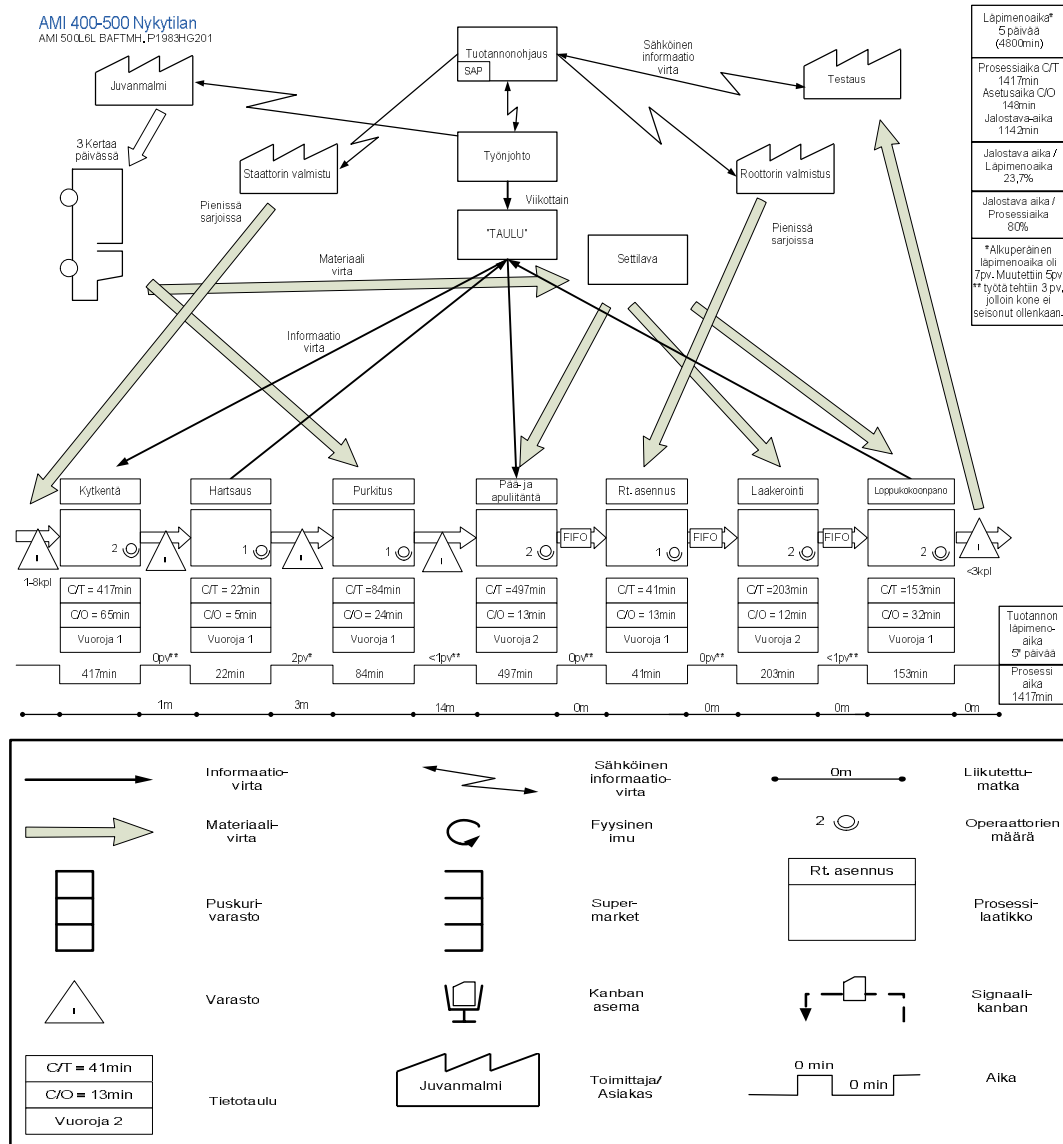 AMI 400-500 Nykytilan
AMI 500L6L BAFTMH, P1983HG201
Juvanmalmi
3 Kertaa
päivässä
Tuotannonohjaus
SAP
Sähköinen
informaatio
virta
Testaus
Staattorin valmistu
Työnjohto
Roottorin valmistus
Viikottain
Pienissä
sarjoissa
"TAULU"
Pienissä
sarjoissa
Materiaali
virta
Settilava
Informaatio
virta
Läpimenoaika*
5 päivää
(4800min)
Prosessiaika C/T
1417min
Asetusaika C/O
148min
Jalostava-aika
1142min
Jalostava aika /
Läpimenoaika
23,7%
Jalostava aika /
Prosessiaika
80%
*Alkuperäinen
läpimenoaika oli
7pv. Muutettiin 5pv
** työtä tehtiin 3 pv,
jolloin kone ei
seisonut ollenkaan.
Kytkentä
Hartsaus
Purkitus
Pää- ja
apuliitäntä
Rt. asennus
Laakerointi
Loppukokoonpano
I
2
I
1
I
1
I
2
FIFO
1
FIFO
2
FIFO
2
I
1-8kpl
<3kpl
C/T = 417min
C/O = 65min
Vuoroja 1
C/T = 22min
C/O = 5min
Vuoroja 1
C/T =84min
C/O = 24min
Vuoroja 1
C/T =497min
C/O = 13min
Vuoroja 2
C/T = 41min
C/O = 13min
Vuoroja 1
C/T =203min
C/O = 12min
Vuoroja 2
C/T =153min
C/O = 32min
Vuoroja 1
0pv**
2pv*
<1pv**
0pv**
0pv**
<1pv**
417min
22min
84min
497min
41min
203min
153min
Tuotannon
läpimeno-
aika
5* päivää
Prosessi
aika
1417min
1m
3m
14m
0m
0m
0m
0m
Informaatio-
virta
Sähköinen
informaatio-
virta
0m
Liikutettu-
matka
Materiaali-
virta
Fyysinen
imu
2
Operaattorien
määrä
Puskuri-
varasto
Super-
market
Rt. asennus
Prosessi-
laatikko
I
Varasto
Kanban
asema
Signaali-
kanban
C/T = 41min
C/O = 13min
Vuoroja 2
Tietotaulu
Juvanmalmi
Toimittaja/
Asiakas
0 min
0 min
Aika